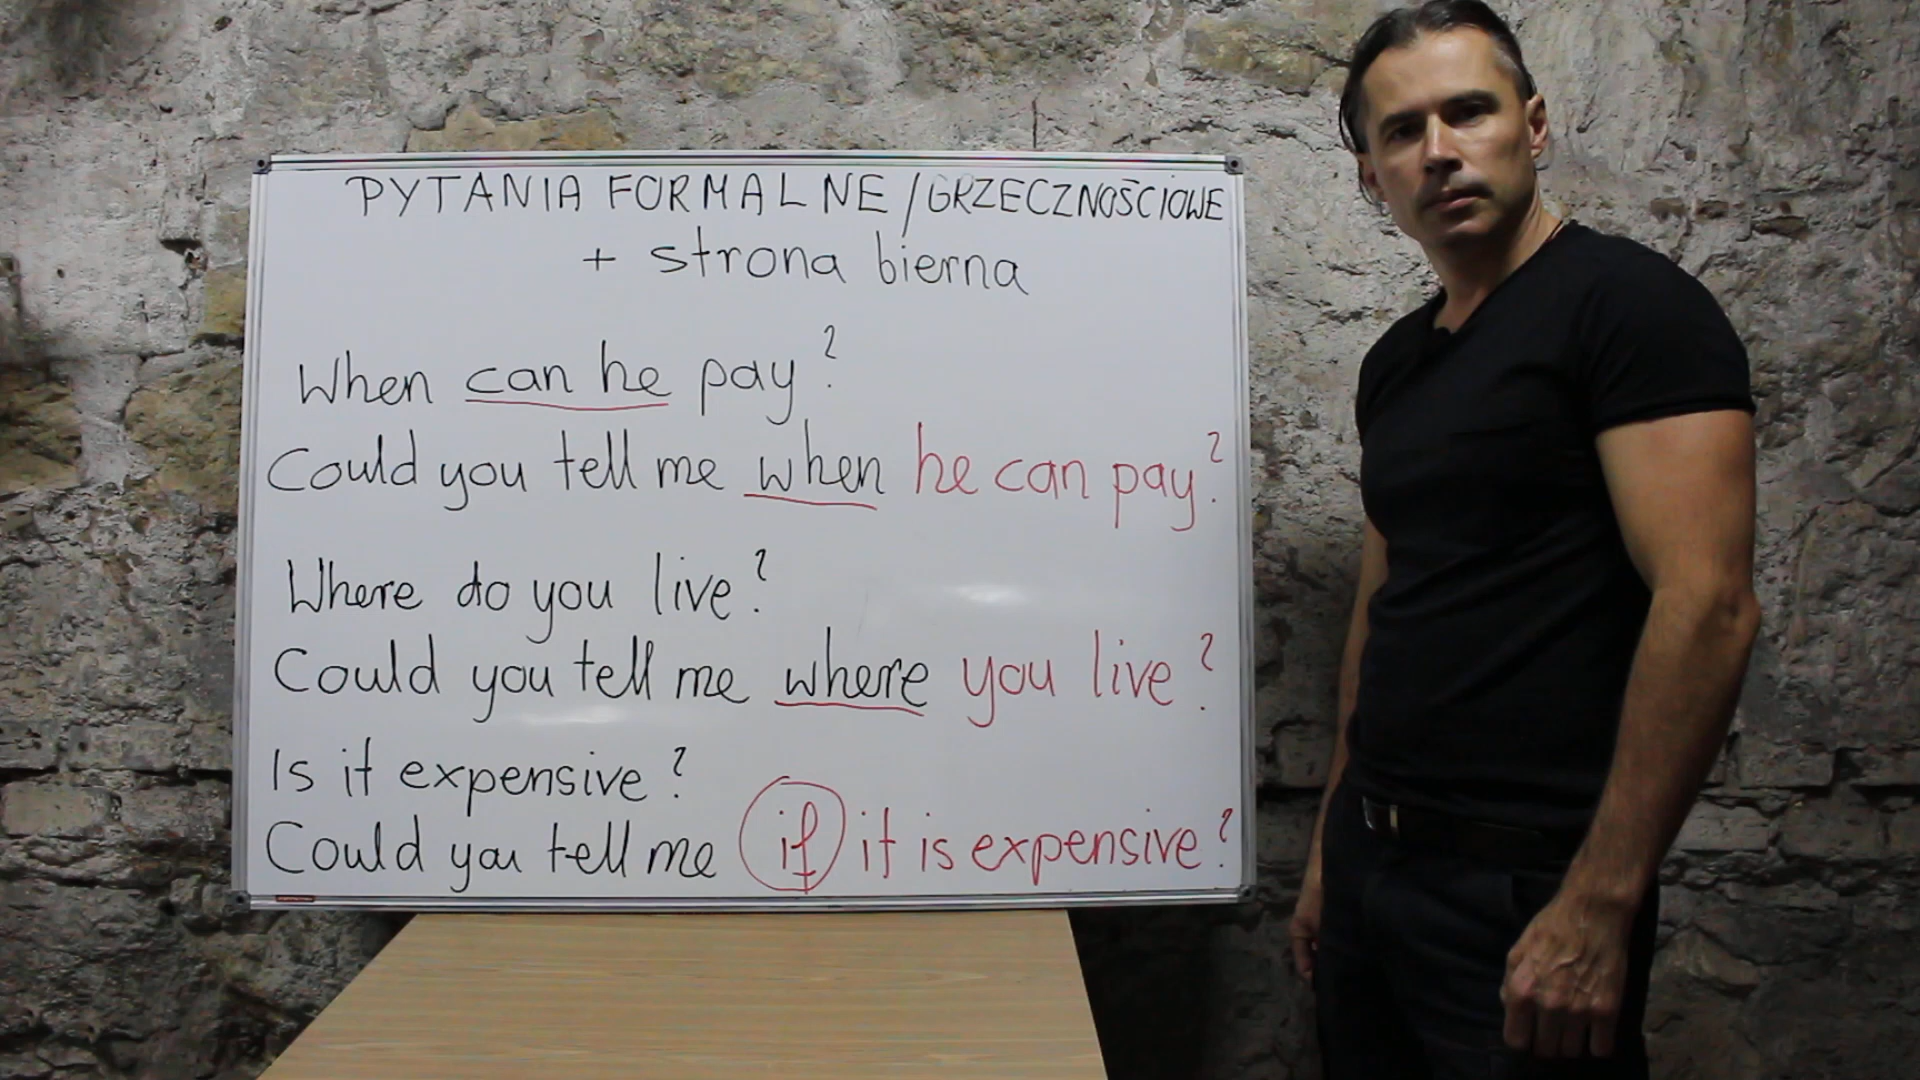 PYTANIA FORMALNE / GRZECZNOŚCIOWE
+ strona bierna
When can he pay?
Could you tell me when he can pay?
Where do you live?
Could you tell me where you live?
Is it expensive?
Could you tell me if it is expensive?